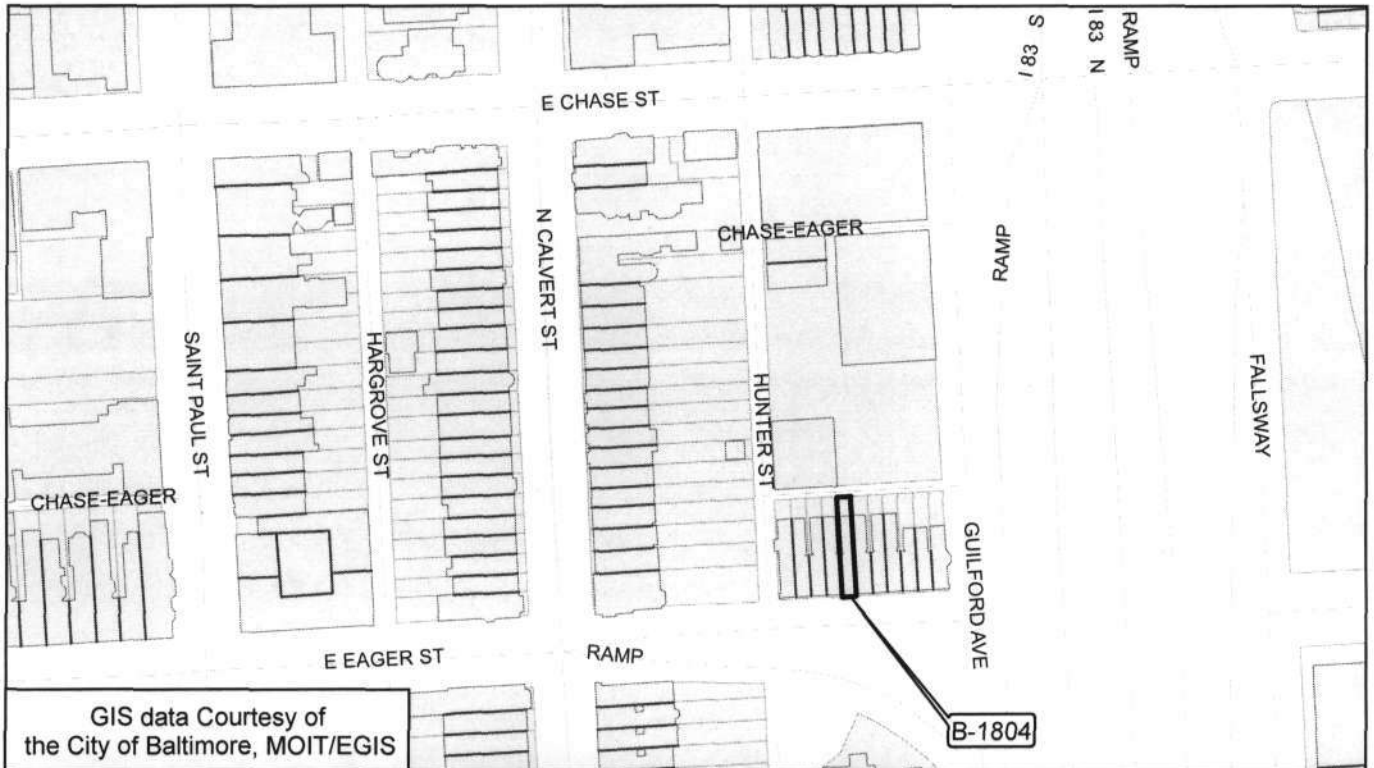 I 83 S
I 83 N
RAMP
E CHASE ST
CHASE-EAGER
RAMP
N CALVERT ST
SAINT PAUL ST
HARGROVE ST
HUNTER ST
FALLSWAY
CHASE-EAGER
GUILFORD AVE
E EAGER ST
RAMP
GIS data Courtesy of
the City of Baltimore, MOIT/EGIS
B-1804